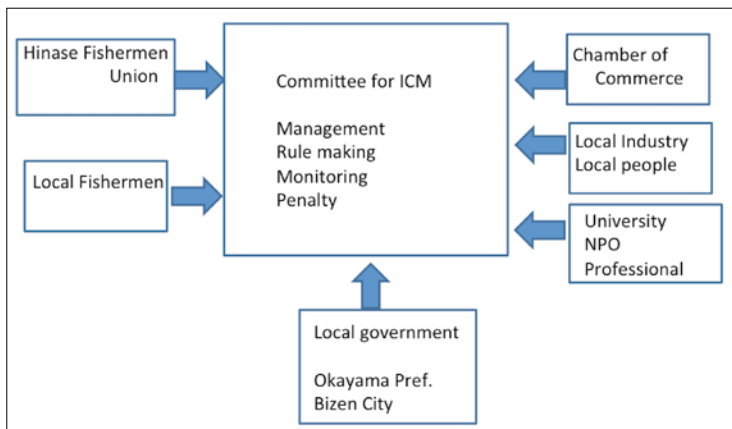 Hinase Fishermen
Union
Local Fishermen
Committee for ICM
Management
Rule making
Monitoring
Penalty
Chamber of
Commerce
Local Industry
Local people
University
NPO
Professional
Local government
Okayama Pref.
Bizen City